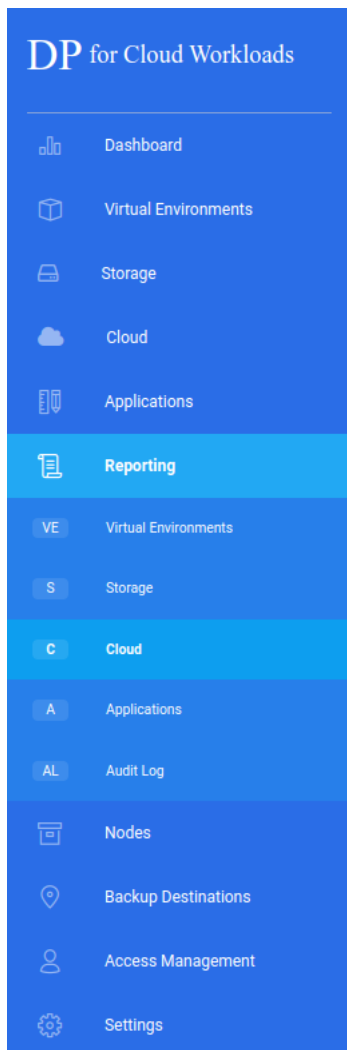 DP for Cloud Workloads
Dashboard
Virtual Environments
Storage
Cloud
Applications
Reporting
VE Virtual Environments
S Storage
C Cloud
A Applications
AL Audit Log
Nodes
Backup Destinations
Access Management
Settings